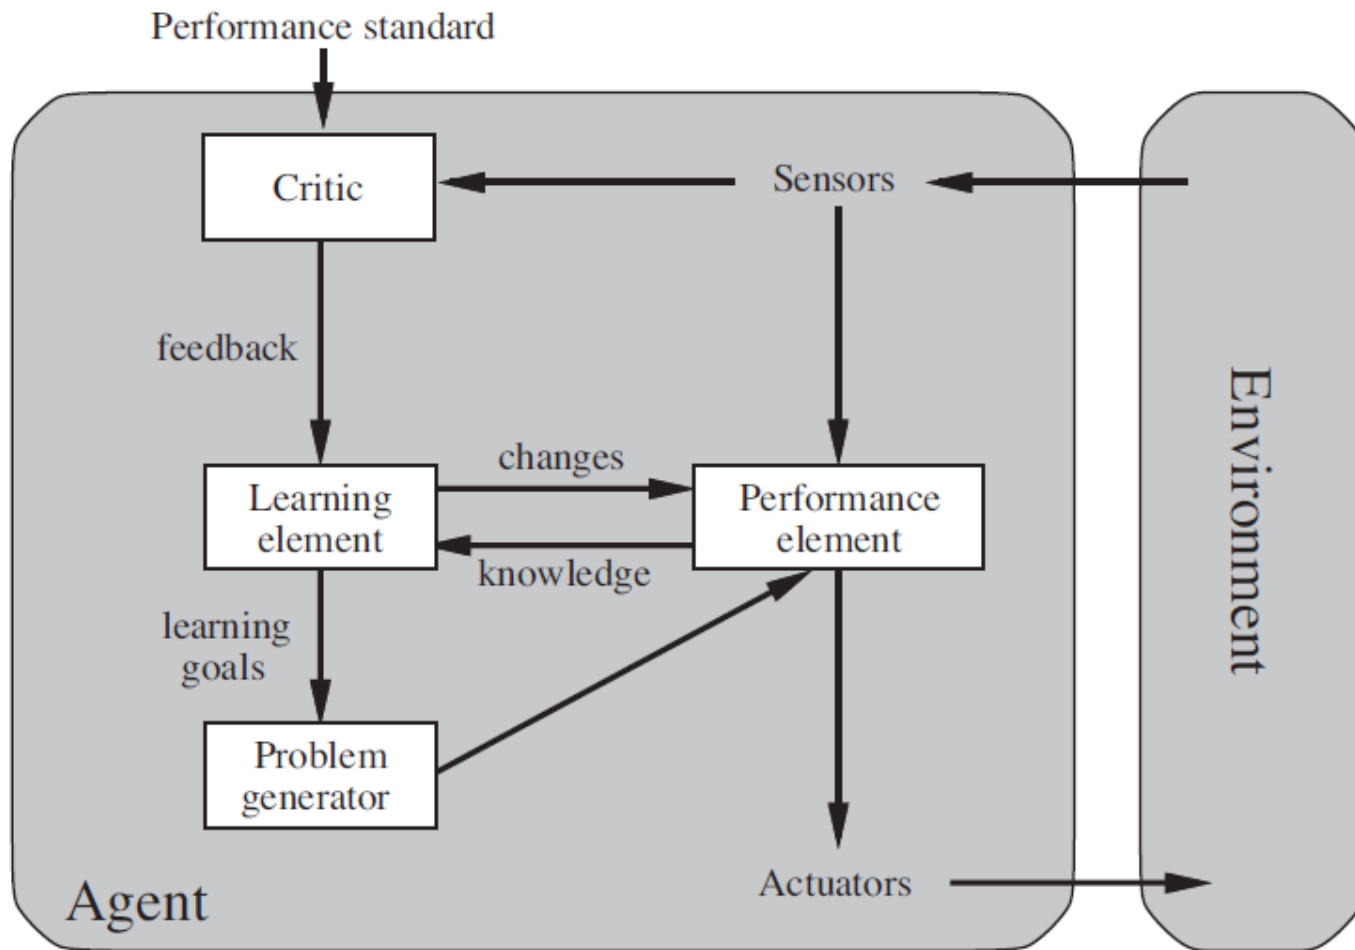 Performance standard
Critic
Sensors
feedback
changes
Learning
element
Performance
element
knowledge
learning
goals
Problem
generator
Actuators
Agent
Environment